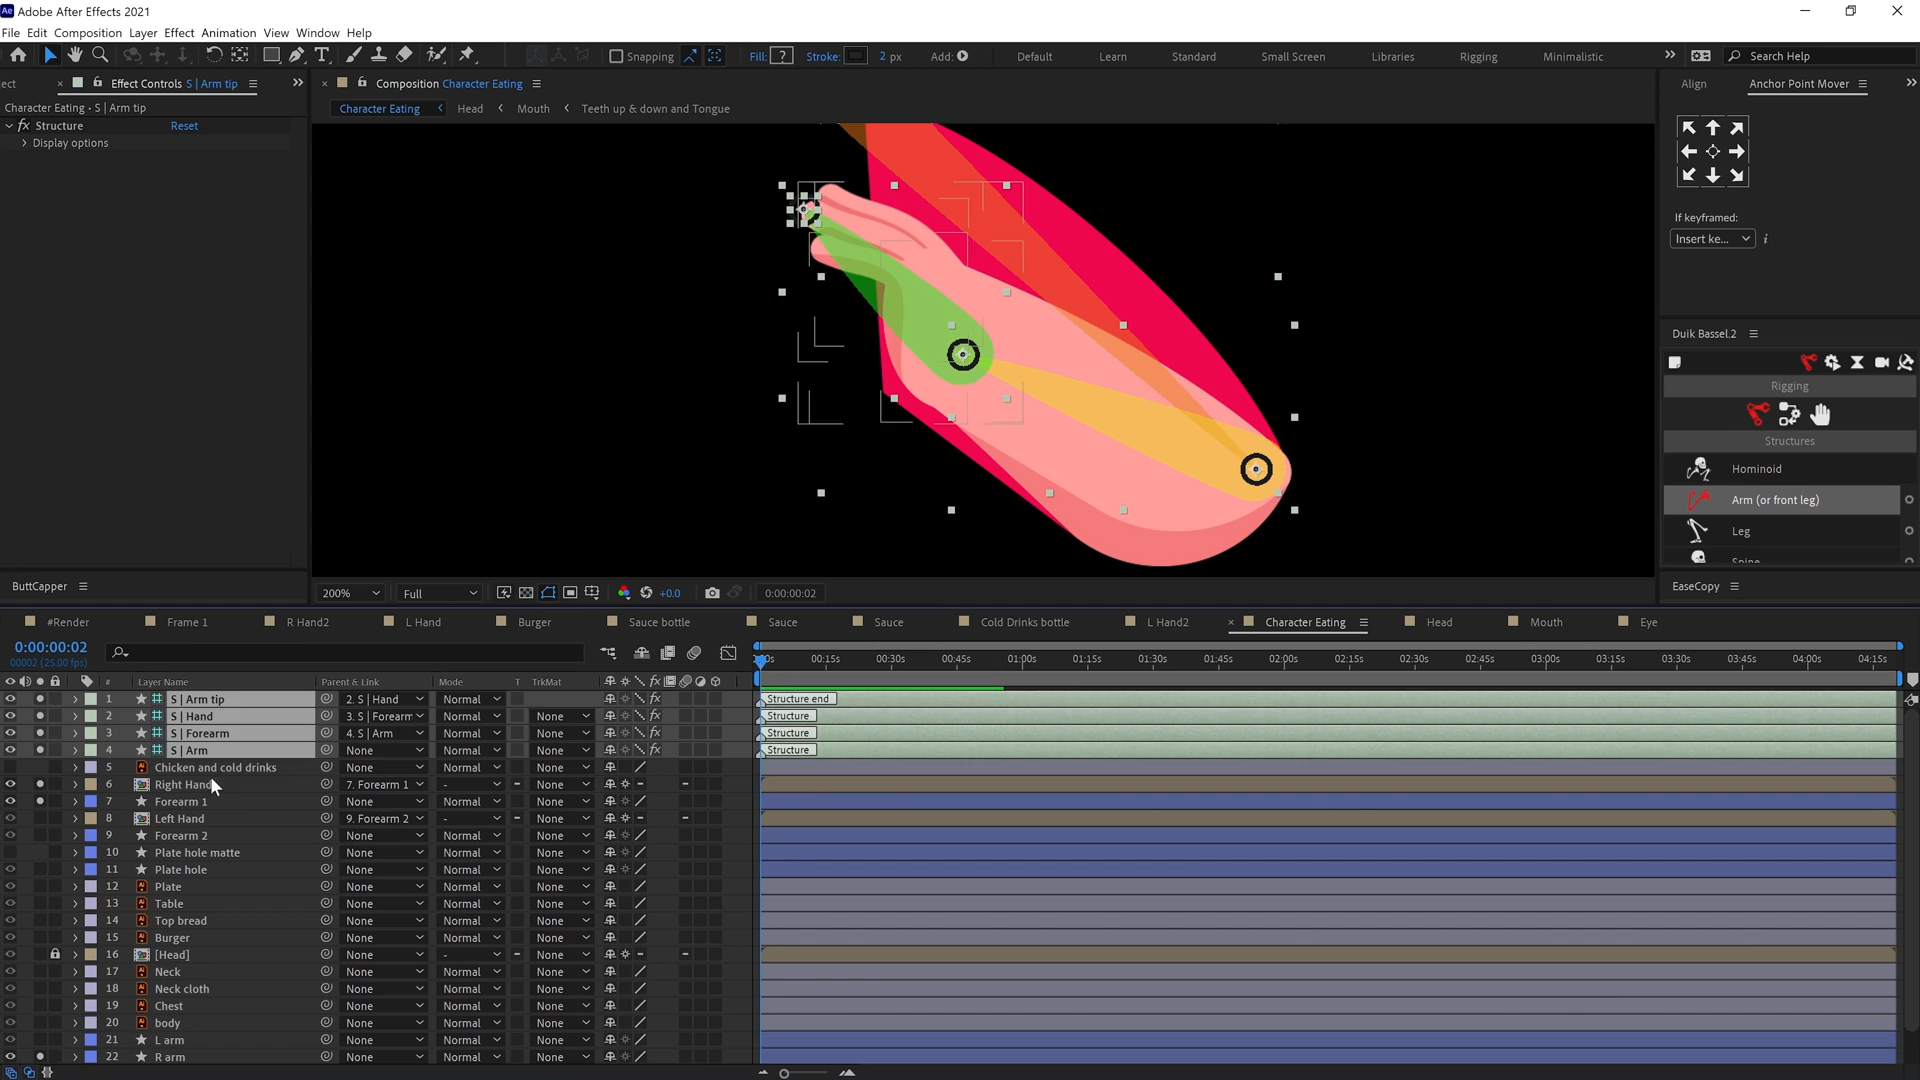 Adobe After Effects 2021
File Edit Composition Layer Effect Animation View Window Help
Snapping Fill: ? Stroke: 2 px Add: Default Learn Standard Small Screen Libraries Rigging Minimalistic Search Help
ect × Effect Controls S | Arm tip
Composition Character Eating
Align Anchor Point Mover
Character Eating • S | Arm tip
Character Eating Head Mouth Teeth up & down and Tongue
fx Structure Reset
Display options
If keyframed:
Insert ke...
Duik Bassel.2
Rigging
Structures
Hominoid
Arm (or front leg)
Leg
Spine
ButtCapper
200% Full +0.0 0:00:00:02
EaseCopy
#Render Frame 1 R Hand2 L Hand Burger Sauce bottle Sauce Sauce Cold Drinks bottle L Hand2 Character Eating Head Mouth Eye
0:00:00:02
00002 (25.00 fps)
00:15s 00:30s 00:45s 01:00s 01:15s 01:30s 01:45s 02:00s 02:15s 02:30s 02:45s 03:00s 03:15s 03:30s 03:45s 04:00s 04:15s
# Layer Name Parent & Link Mode T TrkMat
1 S | Arm tip 2. S | Hand Normal Structure end
2 S | Hand 3. S | Forearm Normal None Structure
3 S | Forearm 4. S | Arm Normal None Structure
4 S | Arm None Normal None Structure
5 Chicken and cold drinks None Normal None
6 Right Hand 7. Forearm 1 - None
7 Forearm 1 None Normal None
8 Left Hand 9. Forearm 2 - None
9 Forearm 2 None Normal None
10 Plate hole matte None Normal None
11 Plate hole None Normal None
12 Plate None Normal None
13 Table None Normal None
14 Top bread None Normal None
15 Burger None Normal None
16 [Head] None - None
17 Neck None Normal None
18 Neck cloth None Normal None
19 Chest None Normal None
20 body None Normal None
21 L arm None Normal None
22 R arm None Normal None